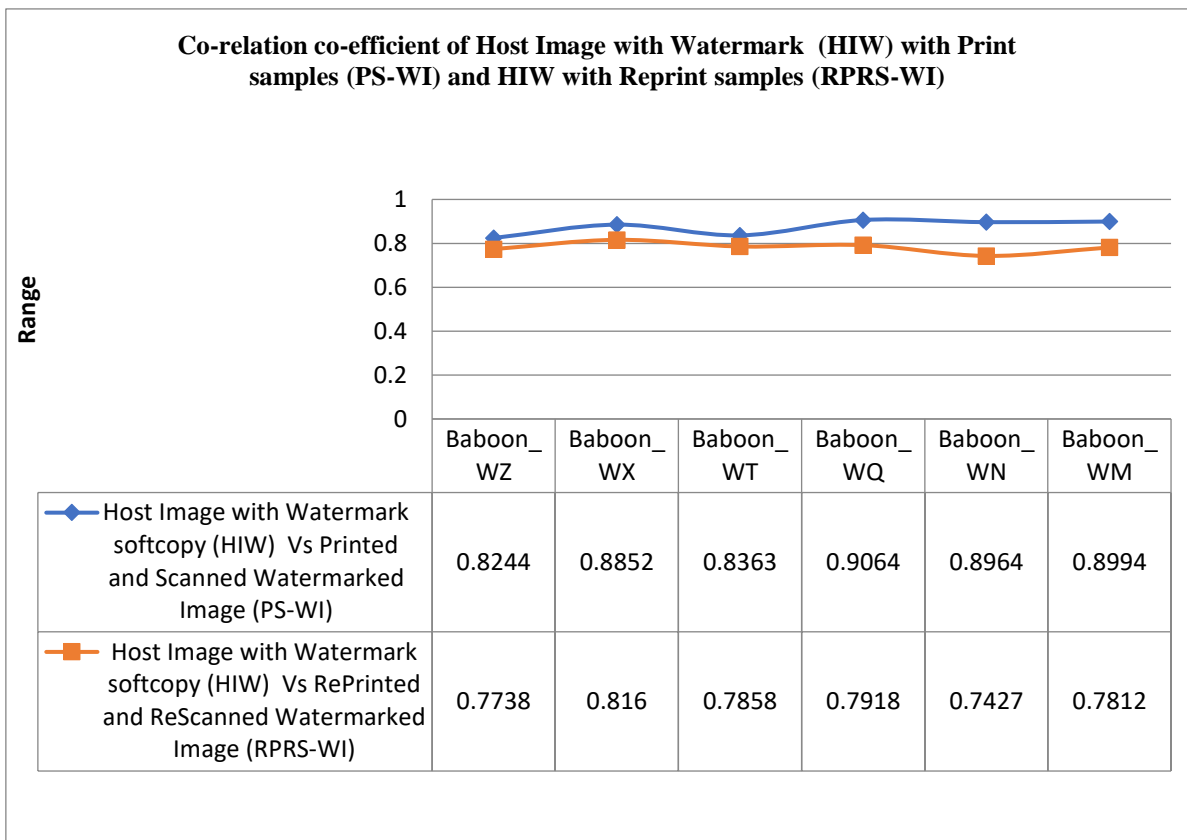 Co-relation co-efficient of Host Image with Watermark  (HIW) with Print
samples (PS-WI) and HIW with Reprint samples (RPRS-WI)
Range
1
0.8
0.6
0.4
0.2
0
Baboon_
WZ
Baboon_
WX
Baboon_
WT
Baboon_
WQ
Baboon_
WN
Baboon_
WM
Host Image with Watermark
softcopy (HIW)  Vs Printed
and Scanned Watermarked
Image (PS-WI)
0.8244
0.8852
0.8363
0.9064
0.8964
0.8994
Host Image with Watermark
softcopy (HIW)  Vs RePrinted
and ReScanned Watermarked
Image (RPRS-WI)
0.7738
0.816
0.7858
0.7918
0.7427
0.7812